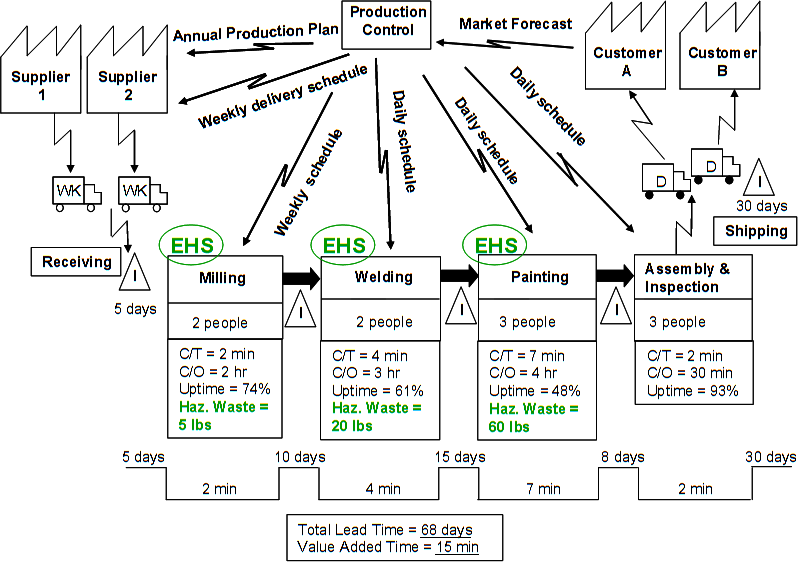 Annual Production Plan
Production
Control
Market Forecast
Supplier
1
Supplier
2
Customer
A
Customer
B
Weekly delivery schedule
Weekly schedule
Daily schedule
Daily schedule
Daily schedule
WK
WK
D
D
I
30 days
Shipping
Receiving
I
5 days
EHS
Milling
2 people
C/T = 2 min
C/O = 2 hr
Uptime = 74%
Haz. Waste =
5 lbs
I
EHS
Welding
2 people
C/T = 4 min
C/O = 3 hr
Uptime = 61%
Haz. Waste =
20 lbs
I
EHS
Painting
3 people
C/T = 7 min
C/O = 4 hr
Uptime = 48%
Haz. Waste =
60 lbs
I
Assembly &
Inspection
3 people
C/T = 2 min
C/O = 30 min
Uptime = 93%
5 days
10 days
15 days
8 days
30 days
2 min
4 min
7 min
2 min
Total Lead Time = 68 days
Value Added Time = 15 min